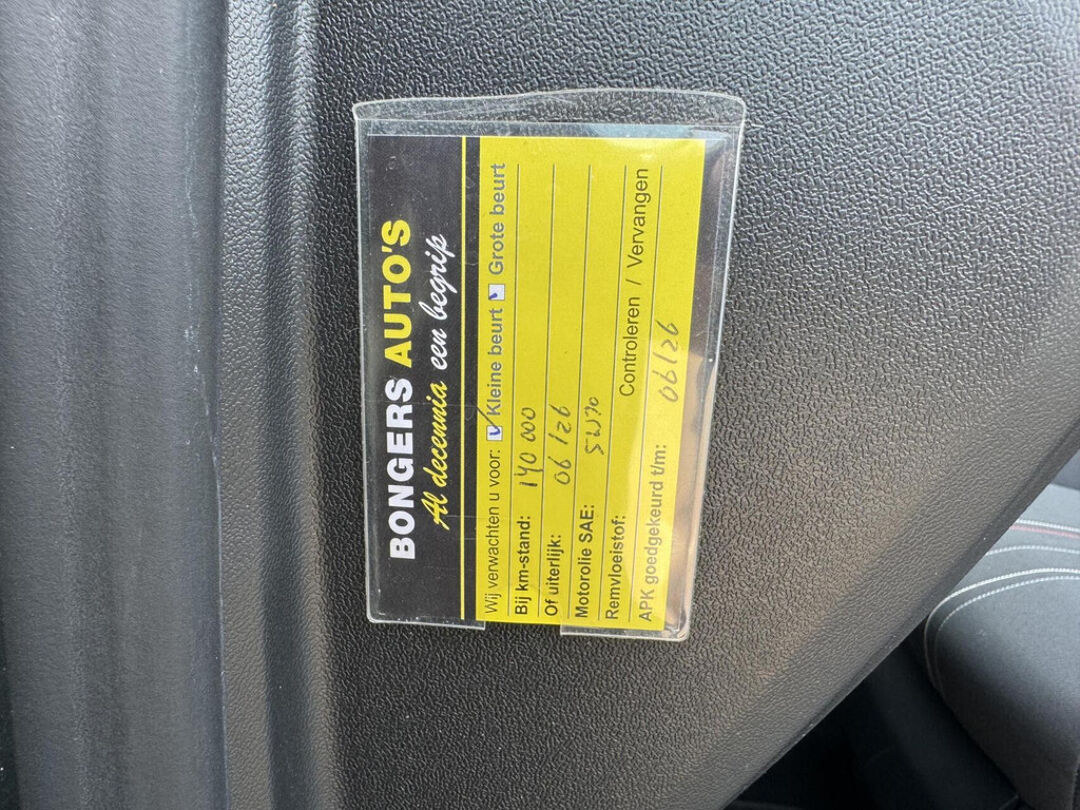 BONGERS AUTO'S
Al decennia een begrip
Wij verwachten u voor: Kleine beurt Grote beurt
Bij km-stand: 140 000
Of uiterlijk: 06/26
Motorolie SAE: 5W70
Remvloeistof: Controleren / Vervangen
APK goedgekeurd t/m: 06/26